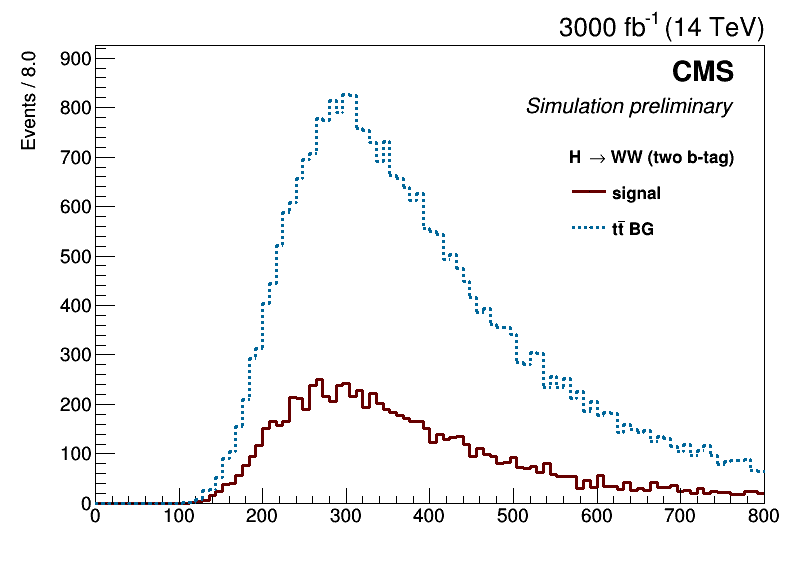 3000 fb⁻¹ (14 TeV)
Events / 8.0
CMS
Simulation preliminary
H → WW (two b-tag)
signal
tt̄ BG
900
800
700
600
500
400
300
200
100
0
0 100 200 300 400 500 600 700 800